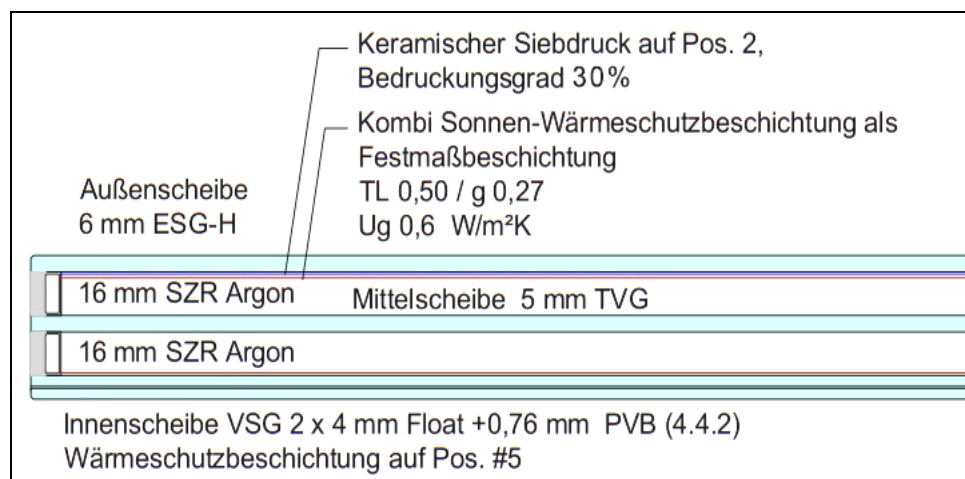 Keramischer Siebdruck auf Pos. 2,
Bedruckungsgrad 30%
Kombi Sonnen-Wärmeschutzbeschichtung als
Festmaßbeschichtung
TL 0,50 / g 0,27
Ug 0,6 W/m²K
Außenscheibe
6 mm ESG-H
16 mm SZR Argon
Mittelscheibe 5 mm TVG
16 mm SZR Argon
Innenscheibe VSG 2 x 4 mm Float +0,76 mm PVB (4.4.2)
Wärmeschutzbeschichtung auf Pos. #5